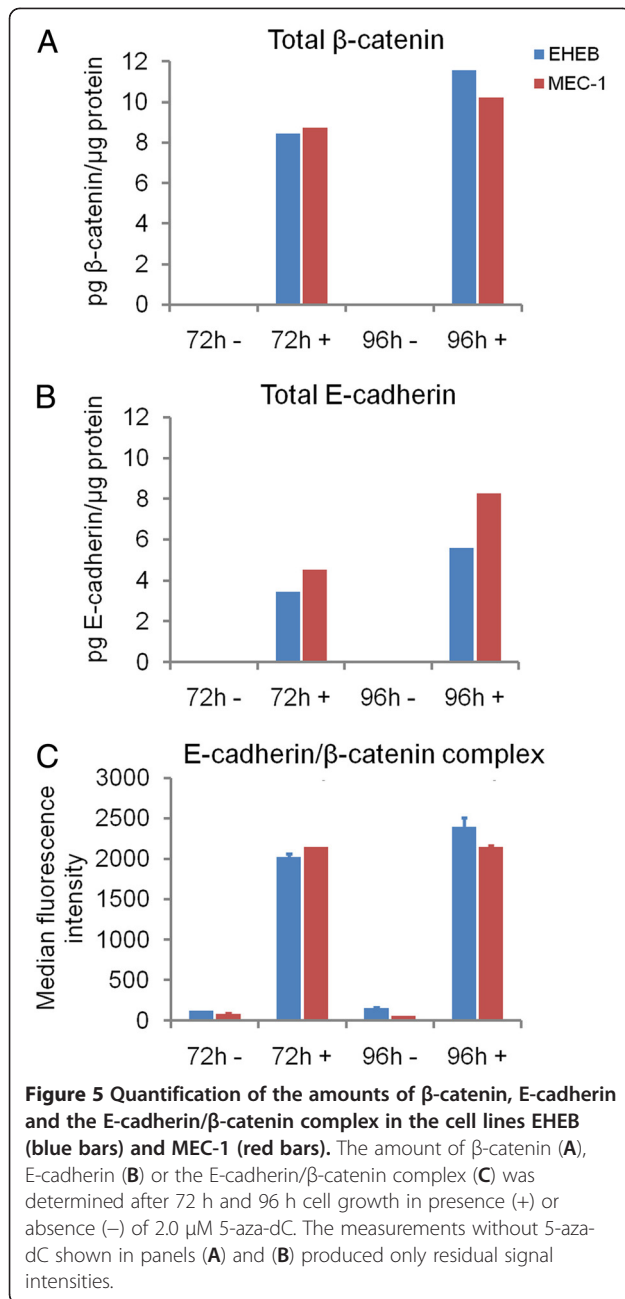 A
Total β-catenin
EHEB
MEC-1
pg β-catenin/µg protein
12
10
8
6
4
2
0
72h - 72h + 96h - 96h +
B
Total E-cadherin
pg E-cadherin/µg protein
12
10
8
6
4
2
0
72h - 72h + 96h - 96h +
C
E-cadherin/β-catenin complex
Median fluorescence
intensity
3000
2500
2000
1500
1000
500
0
72h - 72h + 96h - 96h +
Figure 5 Quantification of the amounts of β-catenin, E-cadherin
and the E-cadherin/β-catenin complex in the cell lines EHEB
(blue bars) and MEC-1 (red bars). The amount of β-catenin (A),
E-cadherin (B) or the E-cadherin/β-catenin complex (C) was
determined after 72 h and 96 h cell growth in presence (+) or
absence (−) of 2.0 μM 5-aza-dC. The measurements without 5-aza-
dC shown in panels (A) and (B) produced only residual signal
intensities.